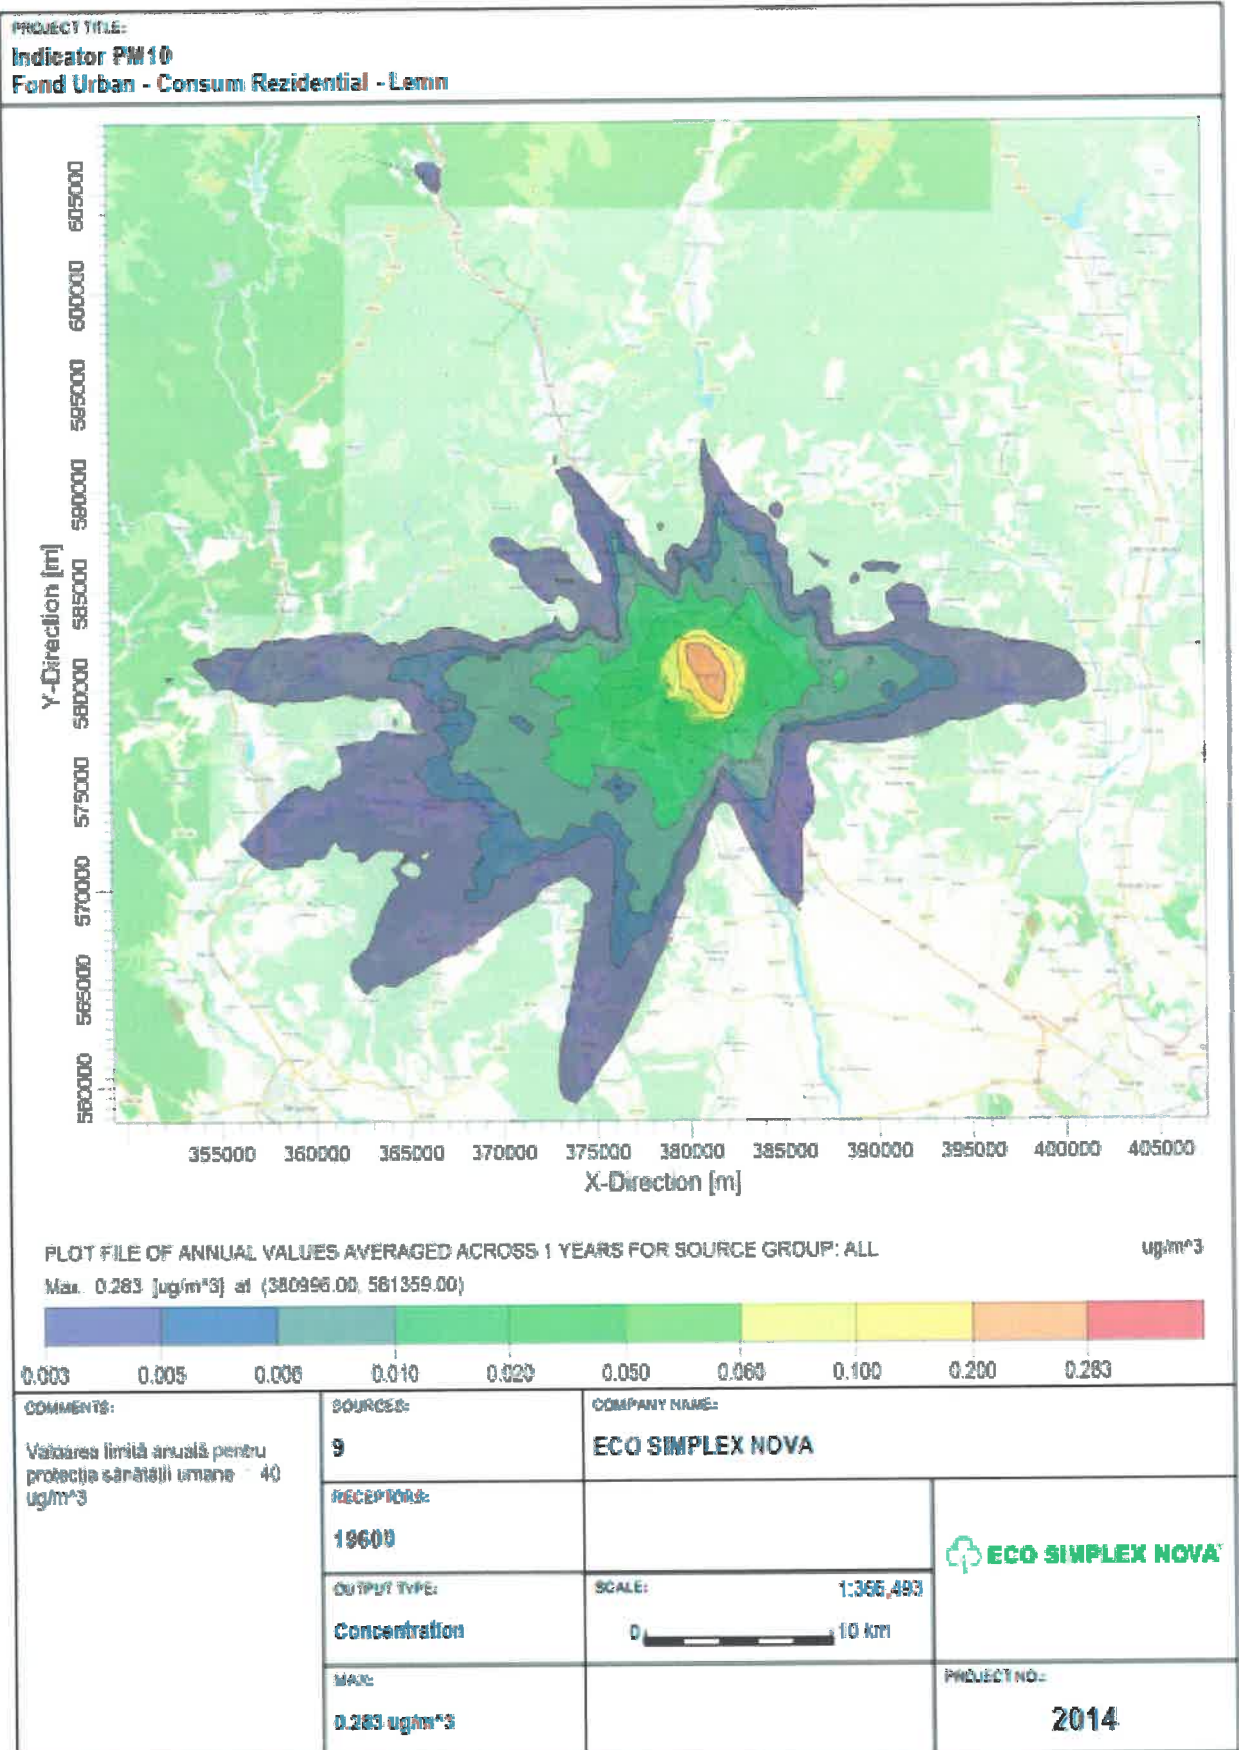 PROJECT TITLE:
Indicator PM10
Fond Urban - Consum Rezidential - Lemn
Y-Direction [m]
605000
600000
595000
590000
585000
580000
575000
570000
565000
560000
355000 360000 365000 370000 375000 380000 385000 390000 395000 400000 405000
X-Direction [m]
PLOT FILE OF ANNUAL VALUES AVERAGED ACROSS 1 YEARS FOR SOURCE GROUP: ALL
ug/m^3
Max. 0.283 [ug/m^3] at (380996.00, 581359.00)
0.003 0.005 0.006 0.010 0.020 0.050 0.060 0.100 0.200 0.283
COMMENTS:
Valoarea limită anuală pentru
protecţia sănătăţii umane 40
ug/m^3
SOURCES:
9
COMPANY NAME:
ECO SIMPLEX NOVA
RECEPTORS:
19600
OUTPUT TYPE:
Concentration
SCALE: 1:366,493
0 10 km
MAX:
0.283 ug/m^3
ECO SIMPLEX NOVA
PROJECT NO.:
2014